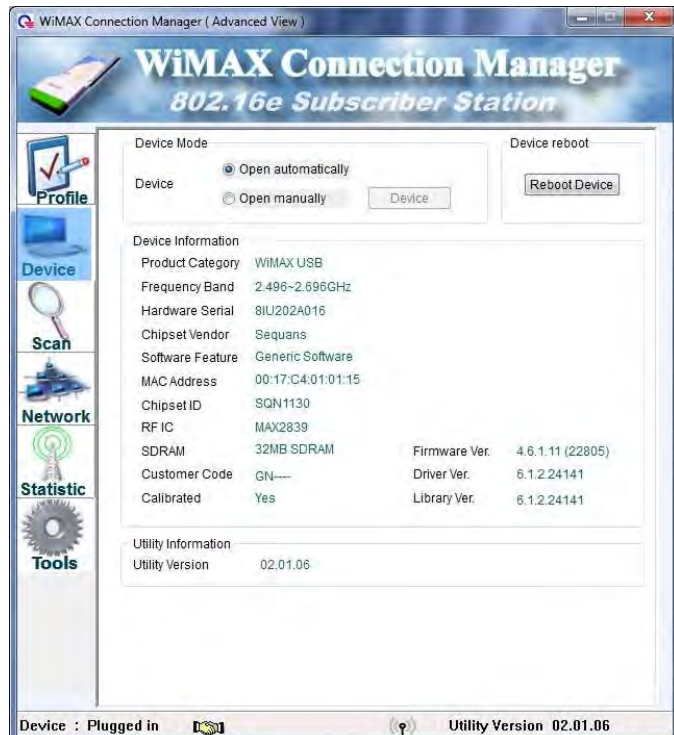 WiMAX Connection Manager ( Advanced View )
WiMAX Connection Manager
802.16e Subscriber Station
Profile
Device
Scan
Network
Statistic
Tools
Device Mode
Device
Open automatically
Open manually
Device
Device reboot
Reboot Device
Device Information
Product Category WiMAX USB
Frequency Band 2.496~2.696GHz
Hardware Serial 8IU202A016
Chipset Vendor Sequans
Software Feature Generic Software
MAC Address 00:17:C4:01:01:15
Chipset ID SQN1130
RF IC MAX2839
SDRAM 32MB SDRAM Firmware Ver. 4.6.1.11 (22805)
Customer Code GN---- Driver Ver. 6.1.2.24141
Calibrated Yes Library Ver. 6.1.2.24141
Utility Information
Utility Version 02.01.06
Device : Plugged in Utility Version 02.01.06